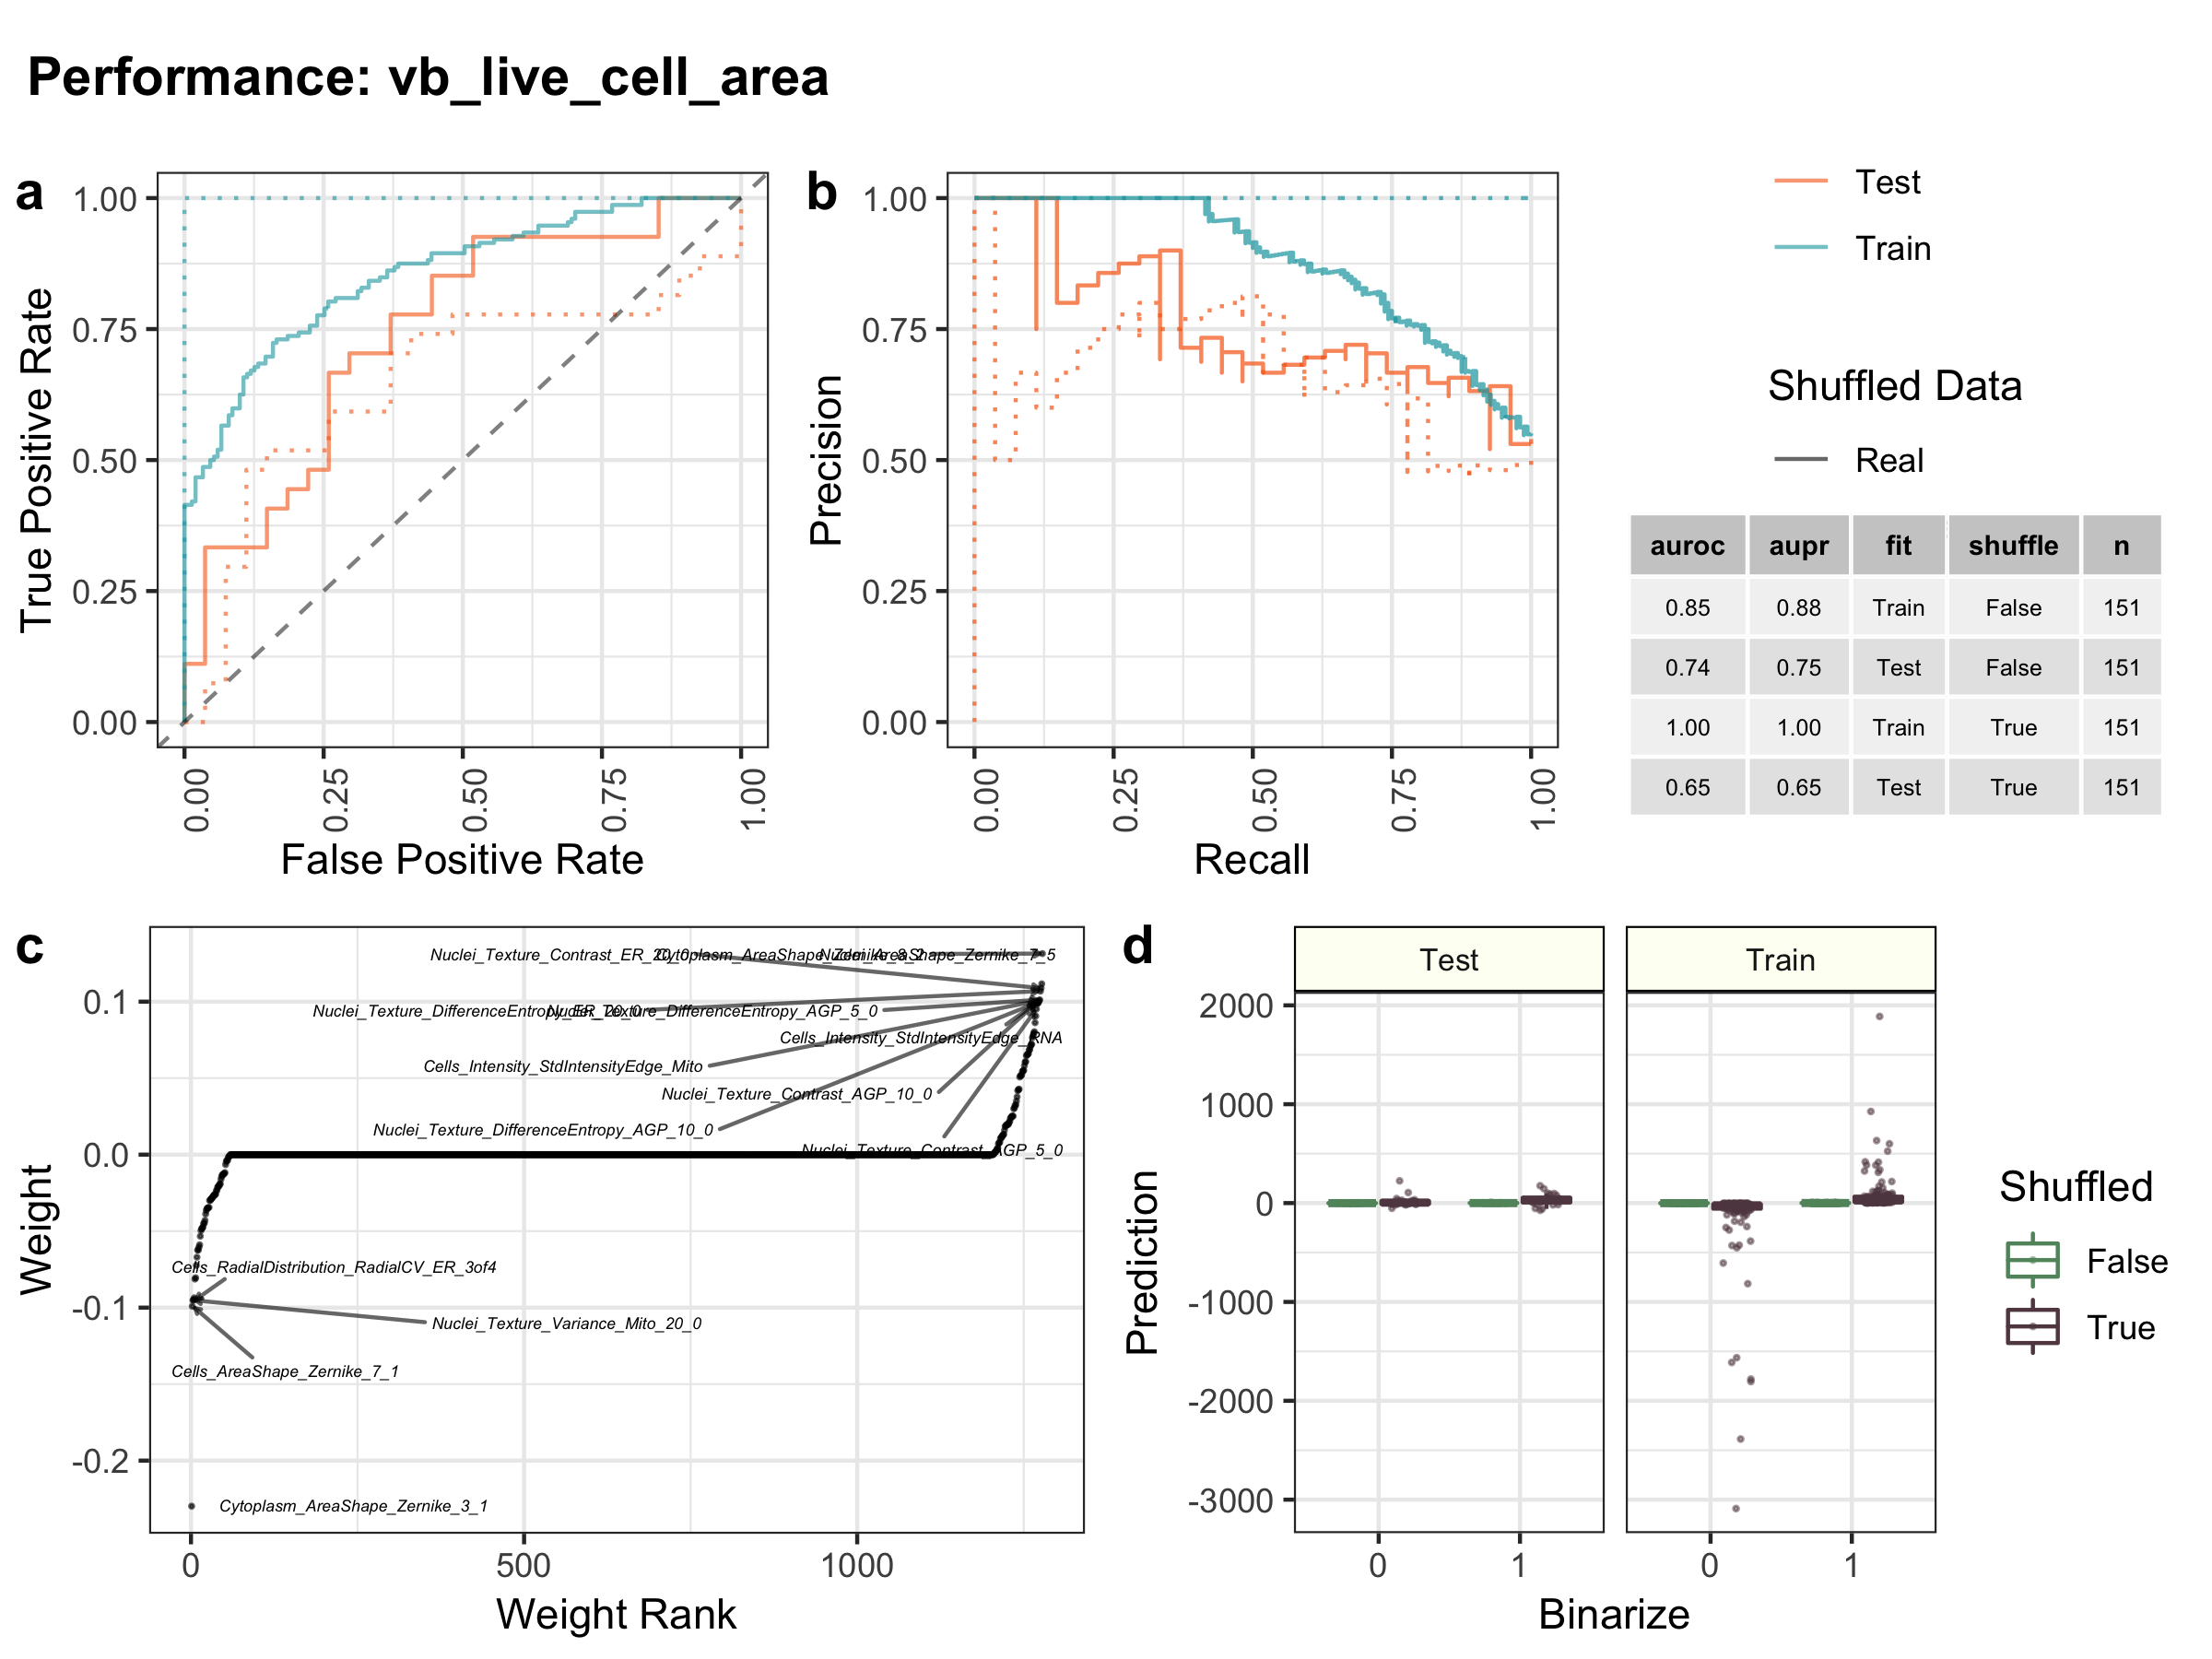 Performance: vb_live_cell_area
a
1.00
0.75
0.50
0.25
0.00
True Positive Rate
0.00
0.25
0.50
0.75
1.00
False Positive Rate
b
1.00
0.75
0.50
0.25
0.00
Precision
0.00
0.25
0.50
0.75
1.00
Recall
Test
Train
Shuffled Data
Real
auroc aupr fit shuffle n
0.85 0.88 Train False 151
0.74 0.75 Test False 151
1.00 1.00 Train True 151
0.65 0.65 Test True 151
c
0.1
0.0
-0.1
-0.2
Weight
Nuclei_Texture_Contrast_ER_20_0
Cytoplasm_AreaShape_Zernike_8_2
Nuclei_AreaShape_Zernike_7_5
Nuclei_Texture_DifferenceEntropy_ER_20_0
Nuclei_Texture_DifferenceEntropy_AGP_5_0
Cells_Intensity_StdIntensityEdge_RNA
Cells_Intensity_StdIntensityEdge_Mito
Nuclei_Texture_Contrast_AGP_10_0
Nuclei_Texture_DifferenceEntropy_AGP_10_0
Nuclei_Texture_Contrast_AGP_5_0
Cells_RadialDistribution_RadialCV_ER_3of4
Nuclei_Texture_Variance_Mito_20_0
Cells_AreaShape_Zernike_7_1
Cytoplasm_AreaShape_Zernike_3_1
0
500
1000
Weight Rank
d
Test
Train
2000
1000
0
-1000
-2000
-3000
Prediction
0
1
0
1
Binarize
Shuffled
False
True